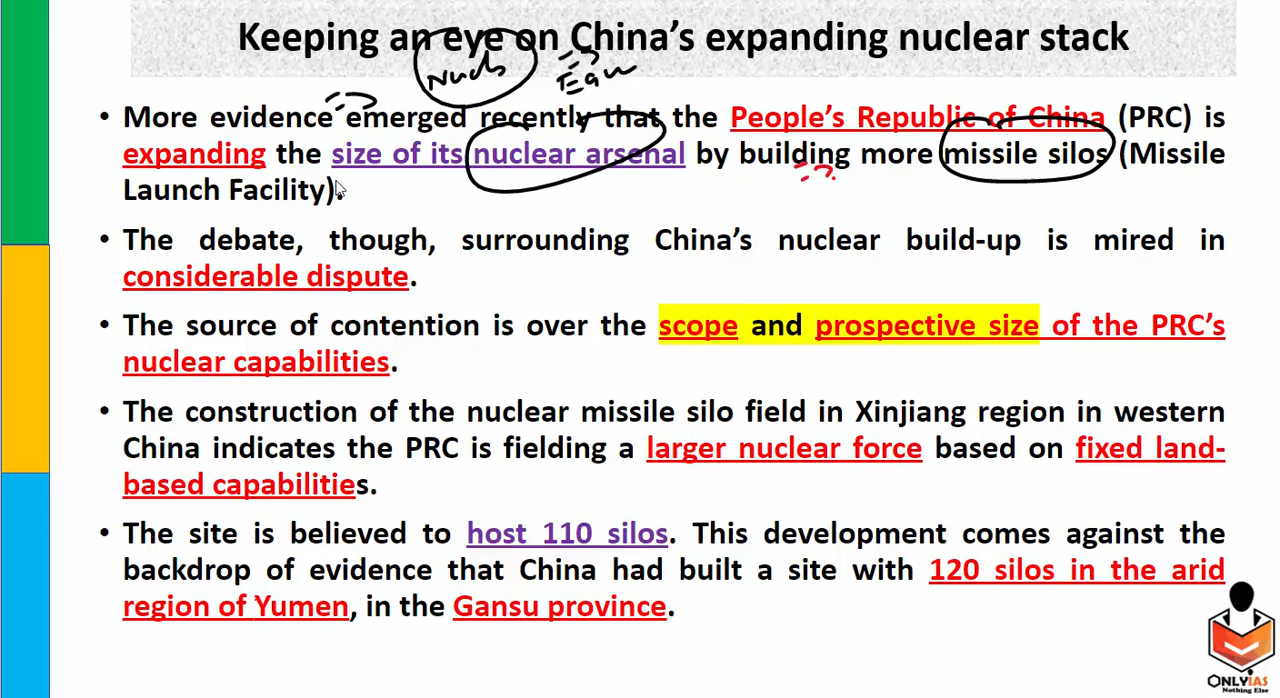 Keeping an eye on China's expanding nuclear stack
• More evidence emerged recently that the People's Republic of China (PRC) is
expanding the size of its nuclear arsenal by building more missile silos (Missile
Launch Facility).
• The debate, though, surrounding China's nuclear build-up is mired in
considerable dispute.
• The source of contention is over the scope and prospective size of the PRC's
nuclear capabilities.
• The construction of the nuclear missile silo field in Xinjiang region in western
China indicates the PRC is fielding a larger nuclear force based on fixed land-
based capabilities.
• The site is believed to host 110 silos. This development comes against the
backdrop of evidence that China had built a site with 120 silos in the arid
region of Yumen, in the Gansu province.
ONLYIAS
Nothing Else